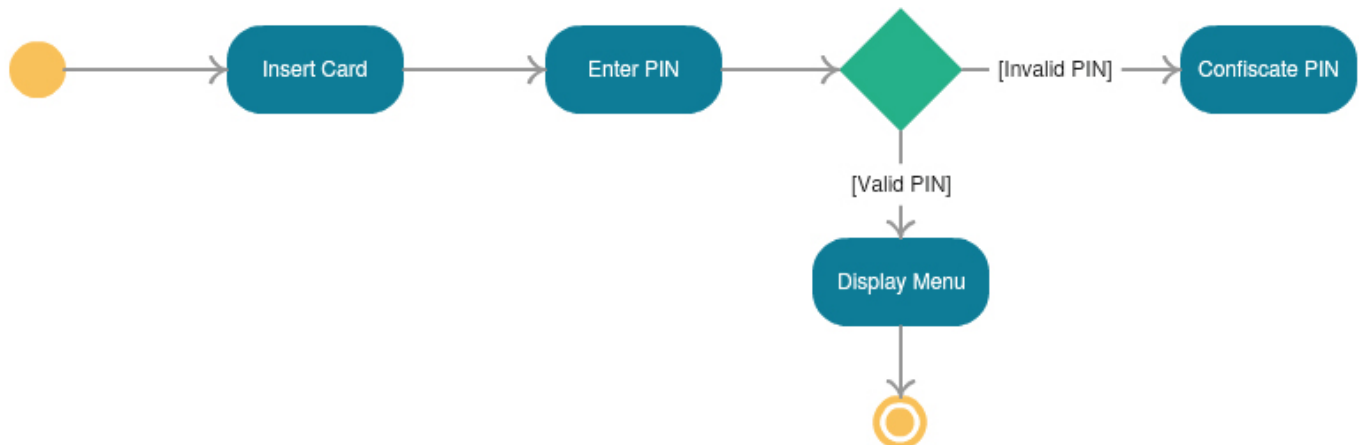 Insert Card
Enter PIN
[Invalid PIN]
Confiscate PIN
[Valid PIN]
Display Menu